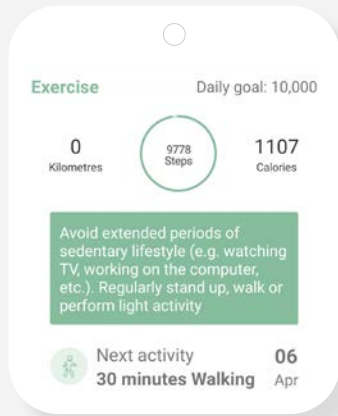 Exercise
Daily goal: 10,000
0
Kilometres
9778
Steps
1107
Calories
Avoid extended periods of
sedentary lifestyle (e.g. watching
TV, working on the computer,
etc.). Regularly stand up, walk or
perform light activity
Next activity
30 minutes Walking
06
Apr